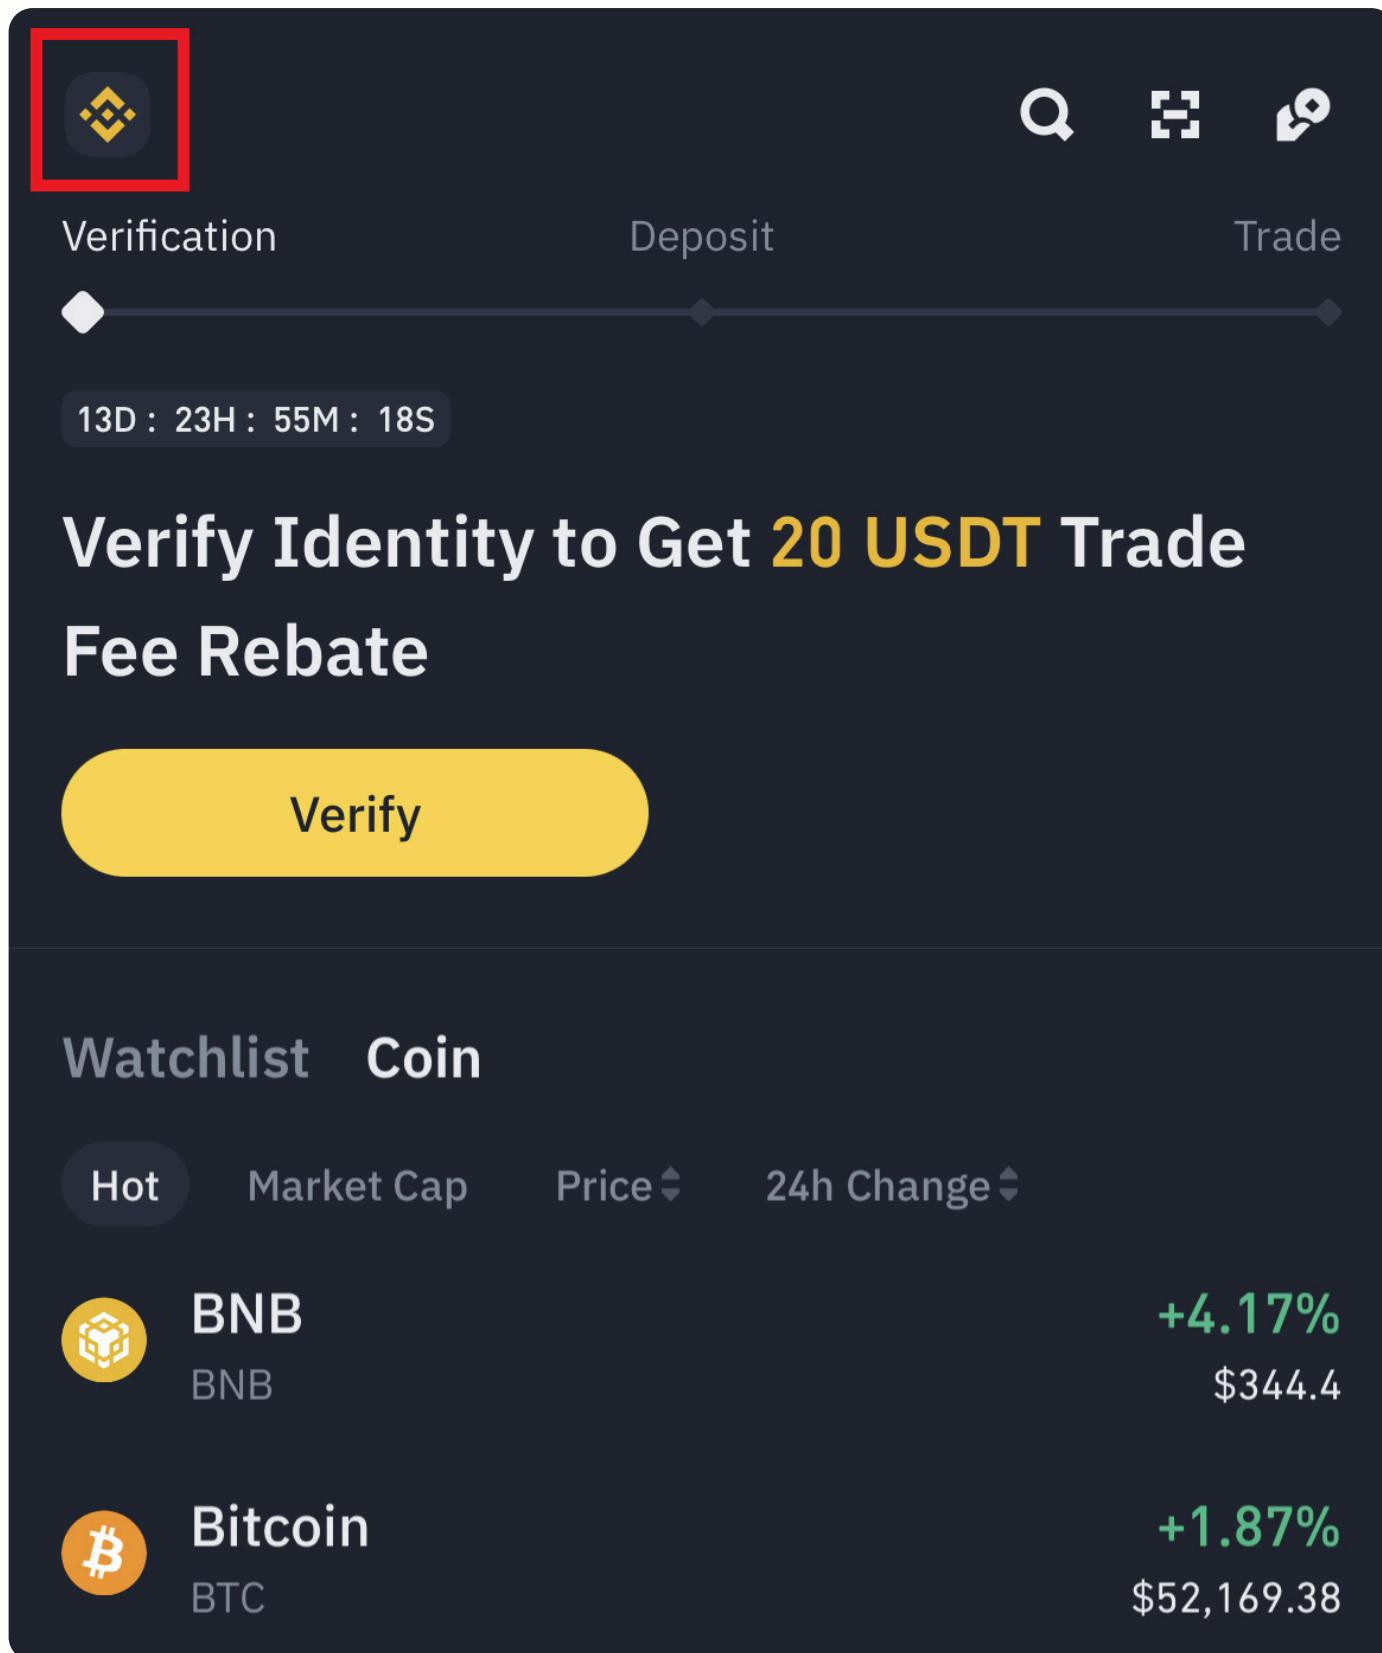 Verification Deposit Trade
13D : 23H : 55M : 18S
Verify Identity to Get 20 USDT Trade
Fee Rebate
Verify
Watchlist Coin
Hot Market Cap Price 24h Change
BNB +4.17%
BNB $344.4
Bitcoin +1.87%
BTC $52,169.38